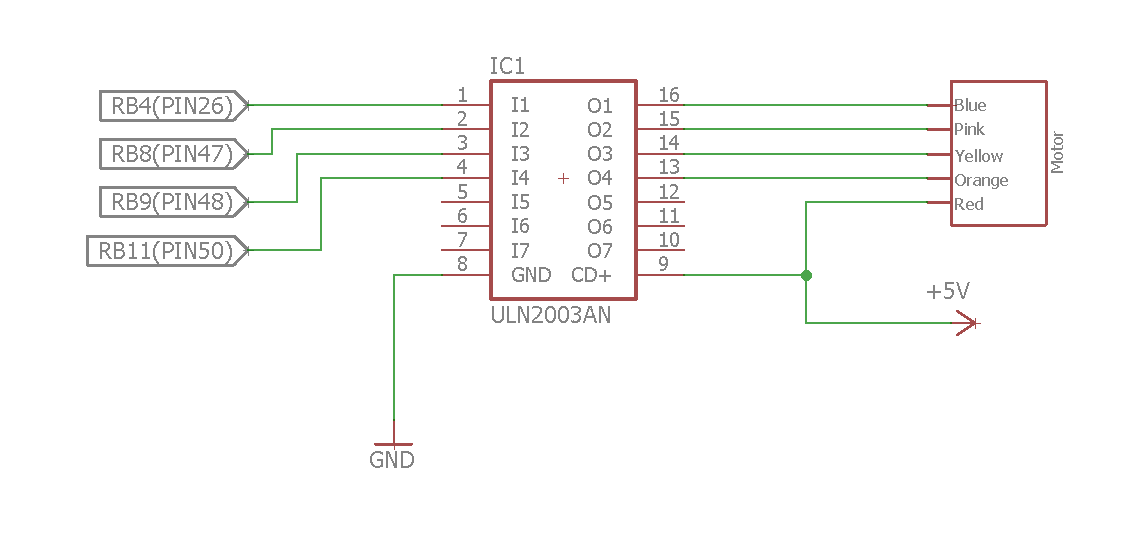 IC1
RB4(PIN26)
RB8(PIN47)
RB9(PIN48)
RB11(PIN50)
1 I1 O1 16
2 I2 O2 15
3 I3 O3 14
4 I4 O4 13
5 I5 O5 12
6 I6 O6 11
7 I7 O7 10
8 GND CD+ 9
ULN2003AN
Blue
Pink
Yellow
Orange
Red
Motor
+5V
GND